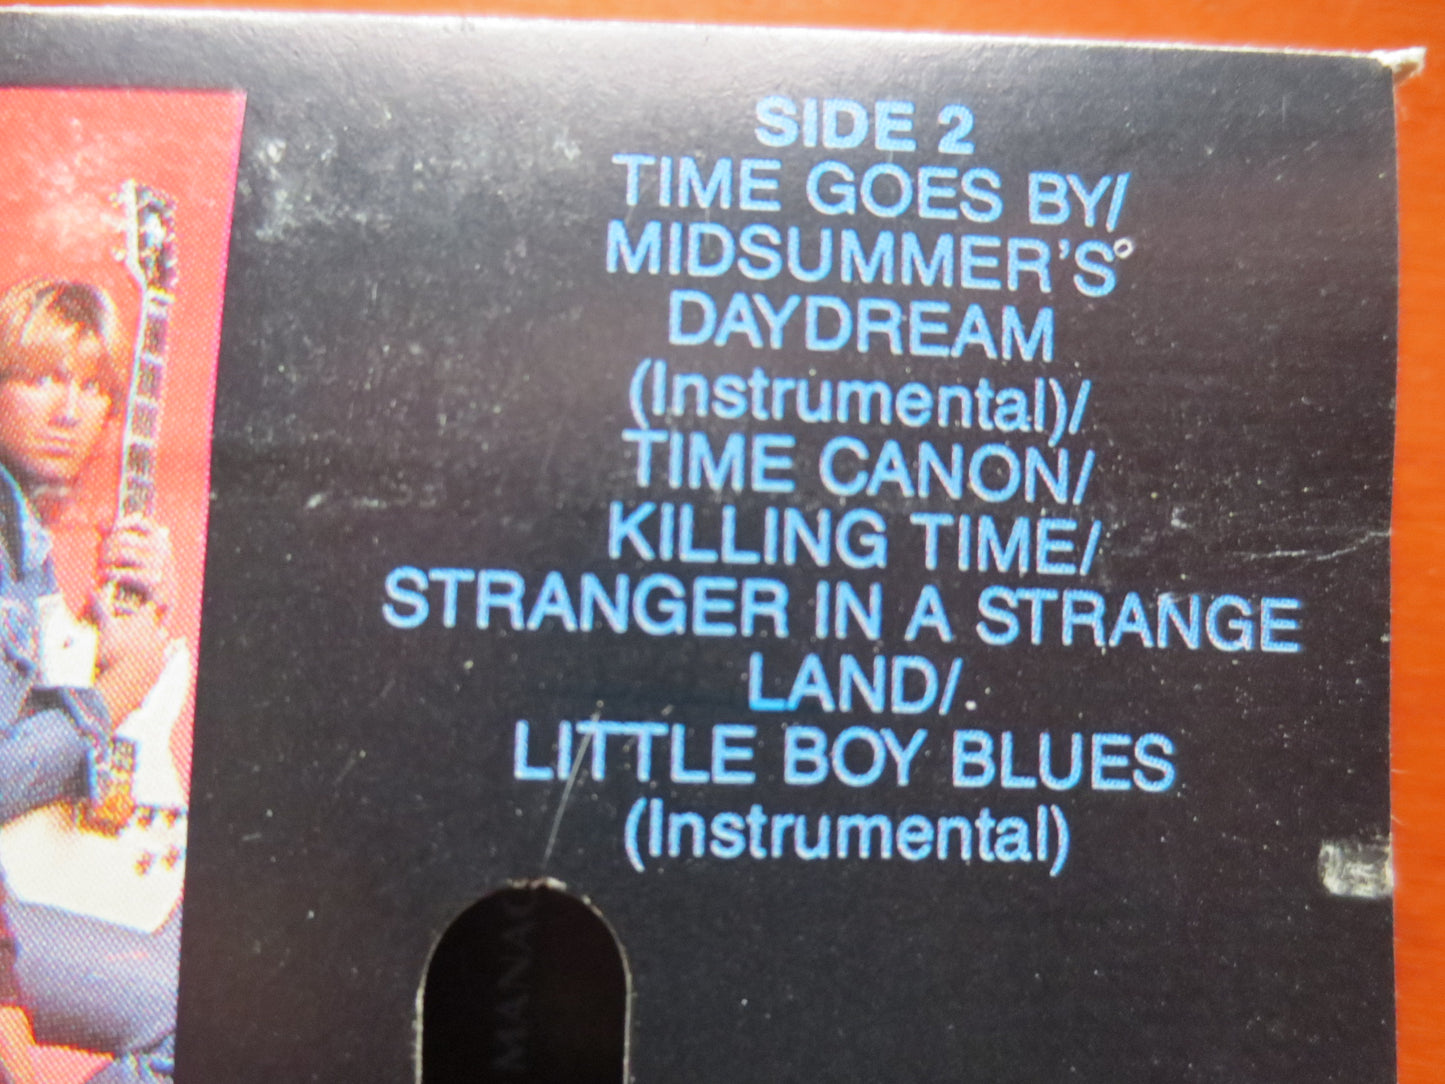 SIDE 2
TIME GOES BY/
MIDSUMMER'S
DAYDREAM
(Instrumental)/
TIME CANON/
KILLING TIME/
STRANGER IN A STRANGE
LAND/
LITTLE BOY BLUES
(Instrumental)